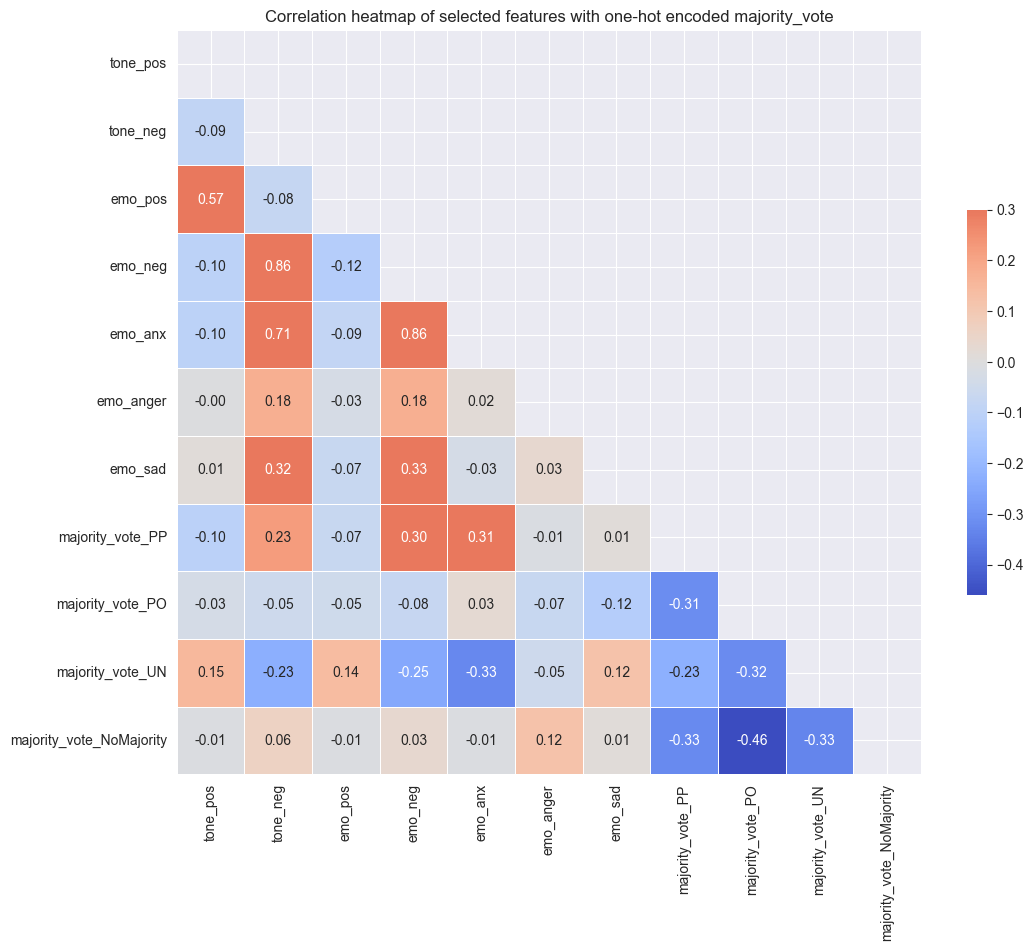 Correlation heatmap of selected features with one-hot encoded majority_vote
tone_pos
tone_neg -0.09
emo_pos 0.57 -0.08
emo_neg -0.10 0.86 -0.12
emo_anx -0.10 0.71 -0.09 0.86
emo_anger -0.00 0.18 -0.03 0.18 0.02
emo_sad 0.01 0.32 -0.07 0.33 -0.03 0.03
majority_vote_PP -0.10 0.23 -0.07 0.30 0.31 -0.01 0.01
majority_vote_PO -0.03 -0.05 -0.05 -0.08 0.03 -0.07 -0.12 -0.31
majority_vote_UN 0.15 -0.23 0.14 -0.25 -0.33 -0.05 0.12 -0.23 -0.32
majority_vote_NoMajority -0.01 0.06 -0.01 0.03 -0.01 0.12 0.01 -0.33 -0.46 -0.33
tone_pos
tone_neg
emo_pos
emo_neg
emo_anx
emo_anger
emo_sad
majority_vote_PP
majority_vote_PO
majority_vote_UN
majority_vote_NoMajority
0.3
0.2
0.1
0.0
−0.1
−0.2
−0.3
−0.4